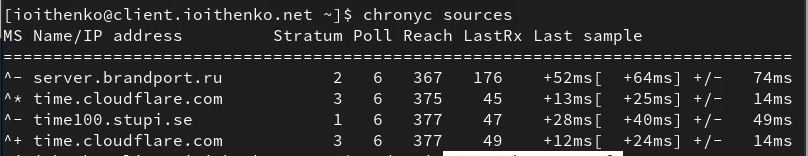 [ioithenko@client.ioithenko.net ~]$ chronyc sources
MS Name/IP address         Stratum Poll Reach LastRx Last sample
===============================================================================
^- server.brandport.ru           2   6   367   176    +52ms[  +64ms] +/-   74ms
^* time.cloudflare.com           3   6   375    45    +13ms[  +25ms] +/-   14ms
^- time100.stupi.se              1   6   377    47    +28ms[  +40ms] +/-   49ms
^+ time.cloudflare.com           3   6   377    49    +12ms[  +24ms] +/-   14ms